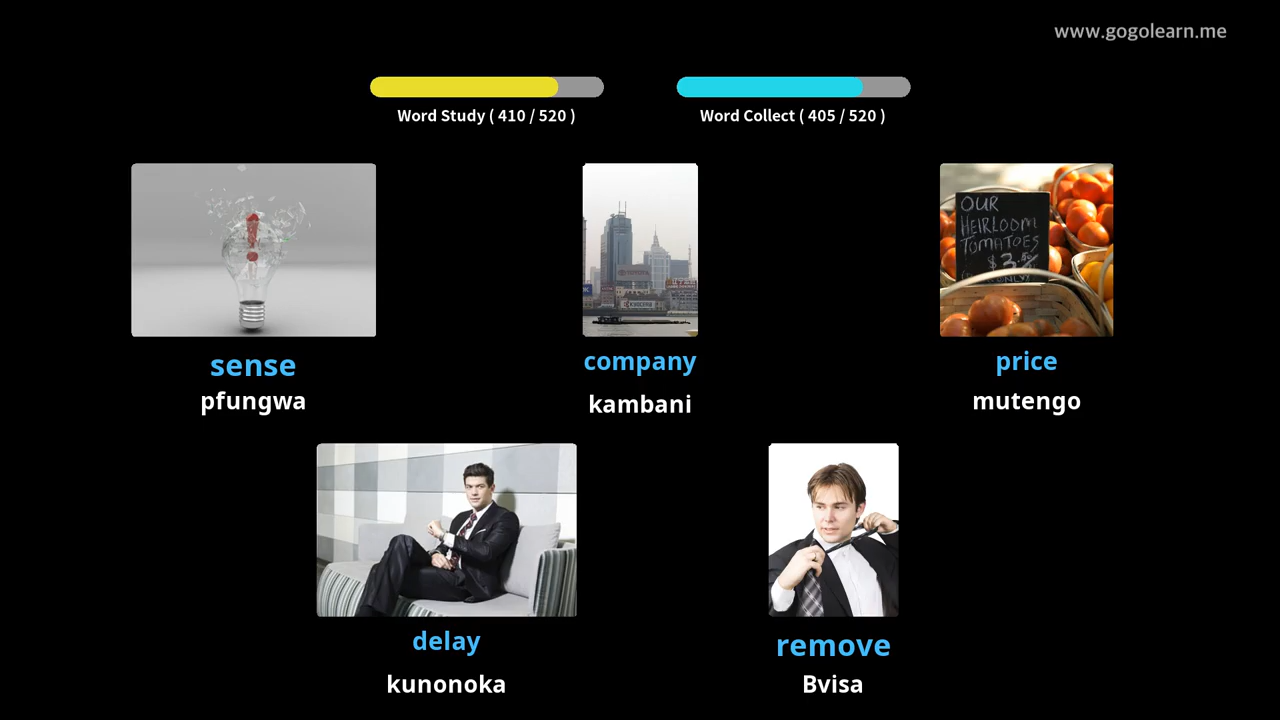 www.gogolearn.me
Word Study ( 410 / 520 )
Word Collect ( 405 / 520 )
OUR
HEIRLOOM
TOMATOES
TOYOTA
sense
pfungwa
company
kambani
price
mutengo
delay
kunonoka
remove
Bvisa